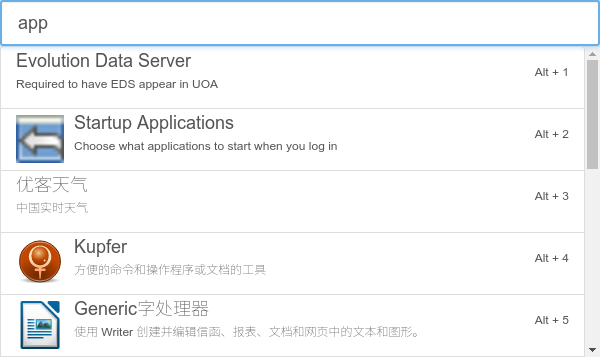 app
Evolution Data Server
Required to have EDS appear in UOA
Alt + 1
Startup Applications
Choose what applications to start when you log in
Alt + 2
优客天气
中国实时天气
Alt + 3
Kupfer
方便的命令和操作程序或文档的工具
Alt + 4
Generic字处理器
使用 Writer 创建并编辑信函、报表、文档和网页中的文本和图形。
Alt + 5